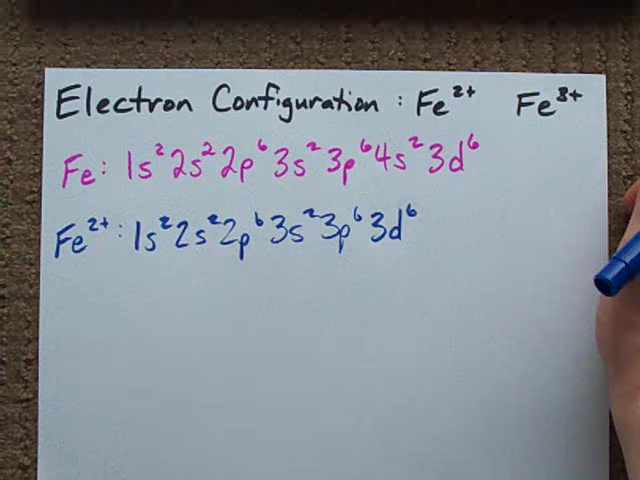 Electron Configuration : Fe²⁺ Fe³⁺
Fe: 1s² 2s² 2p⁶ 3s² 3p⁶ 4s² 3d⁶
Fe²⁺ : 1s² 2s² 2p⁶ 3s² 3p⁶ 3d⁶